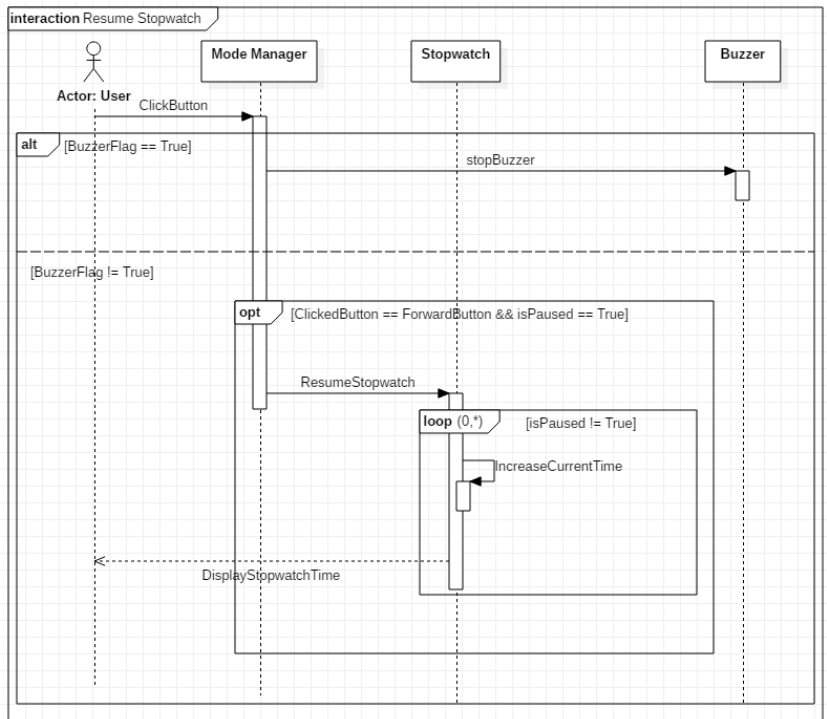 interaction Resume Stopwatch
Mode Manager
Stopwatch
Buzzer
Actor: User
ClickButton
alt
[BuzzerFlag == True]
stopBuzzer
[BuzzerFlag != True]
opt
[ClickedButton == ForwardButton && isPaused == True]
ResumeStopwatch
loop (0,*)
[isPaused != True]
IncreaseCurrentTime
DisplayStopwatchTime